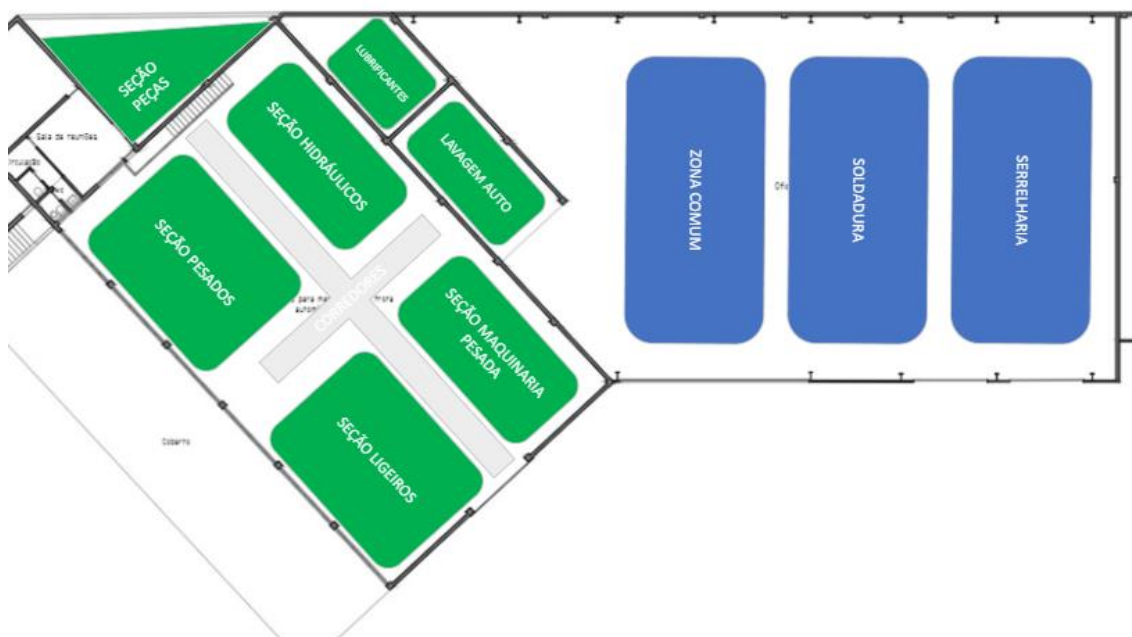 SEÇÃO
PEÇAS
LUBRIFICANTES
SEÇÃO HIDRÁULICOS
LAVAGEM AUTO
Sala de reuniões
SEÇÃO PESADOS
CORREDORES
SEÇÃO MAQUINARIA
PESADA
SEÇÃO LIGEIROS
ZONA COMUM
SOLDADURA
SERRELHARIA